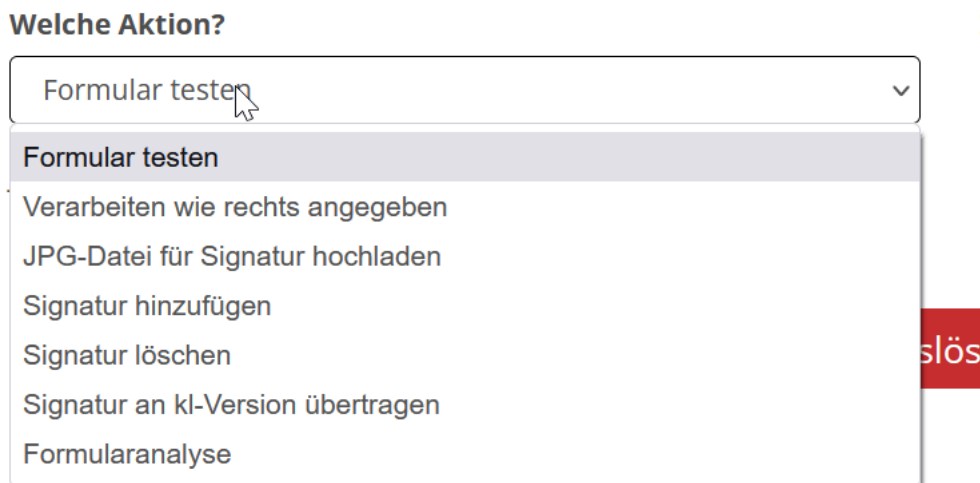 Welche Aktion?
Formular testen
Formular testen
Verarbeiten wie rechts angegeben
JPG-Datei für Signatur hochladen
Signatur hinzufügen
Signatur löschen
slös
Signatur an kl-Version übertragen
Formularanalyse